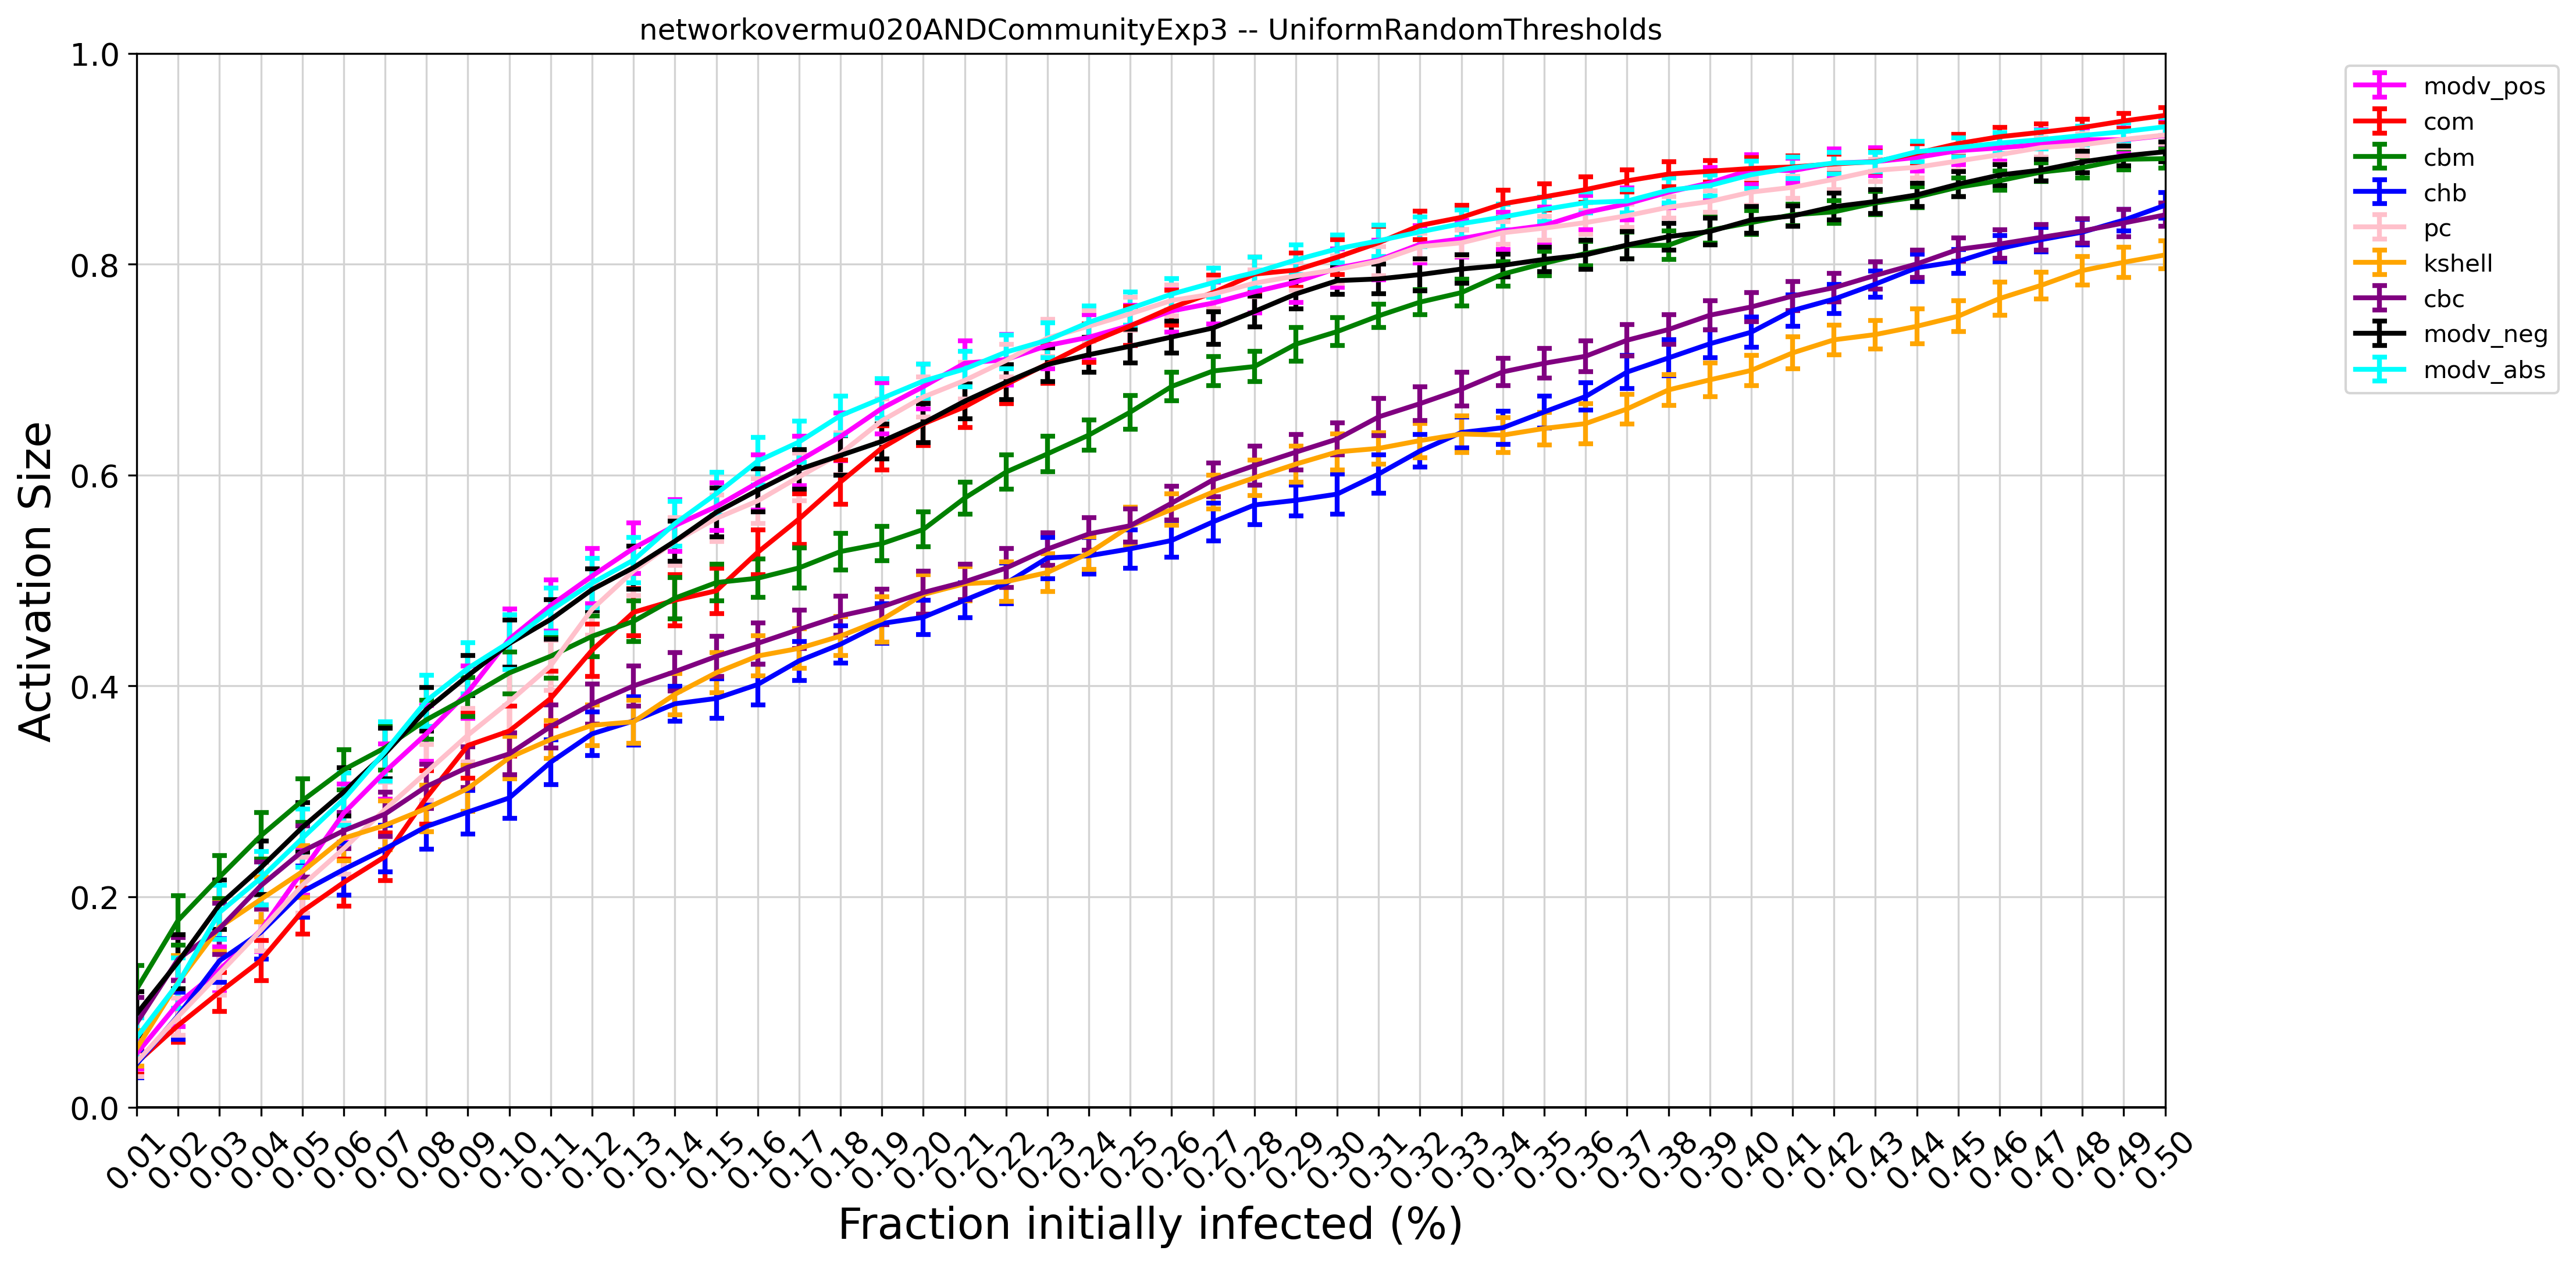 networkovermu020ANDCommunityExp3 -- UniformRandomThresholds
1.0
0.8
0.6
0.4
0.2
0.0
Activation Size
0.01 0.02 0.03 0.04 0.05 0.06 0.07 0.08 0.09 0.10 0.11 0.12 0.13 0.14 0.15 0.16 0.17 0.18 0.19 0.20 0.21 0.22 0.23 0.24 0.25 0.26 0.27 0.28 0.29 0.30 0.31 0.32 0.33 0.34 0.35 0.36 0.37 0.38 0.39 0.40 0.41 0.42 0.43 0.44 0.45 0.46 0.47 0.48 0.49 0.50
Fraction initially infected (%)
modv_pos
com
cbm
chb
pc
kshell
cbc
modv_neg
modv_abs